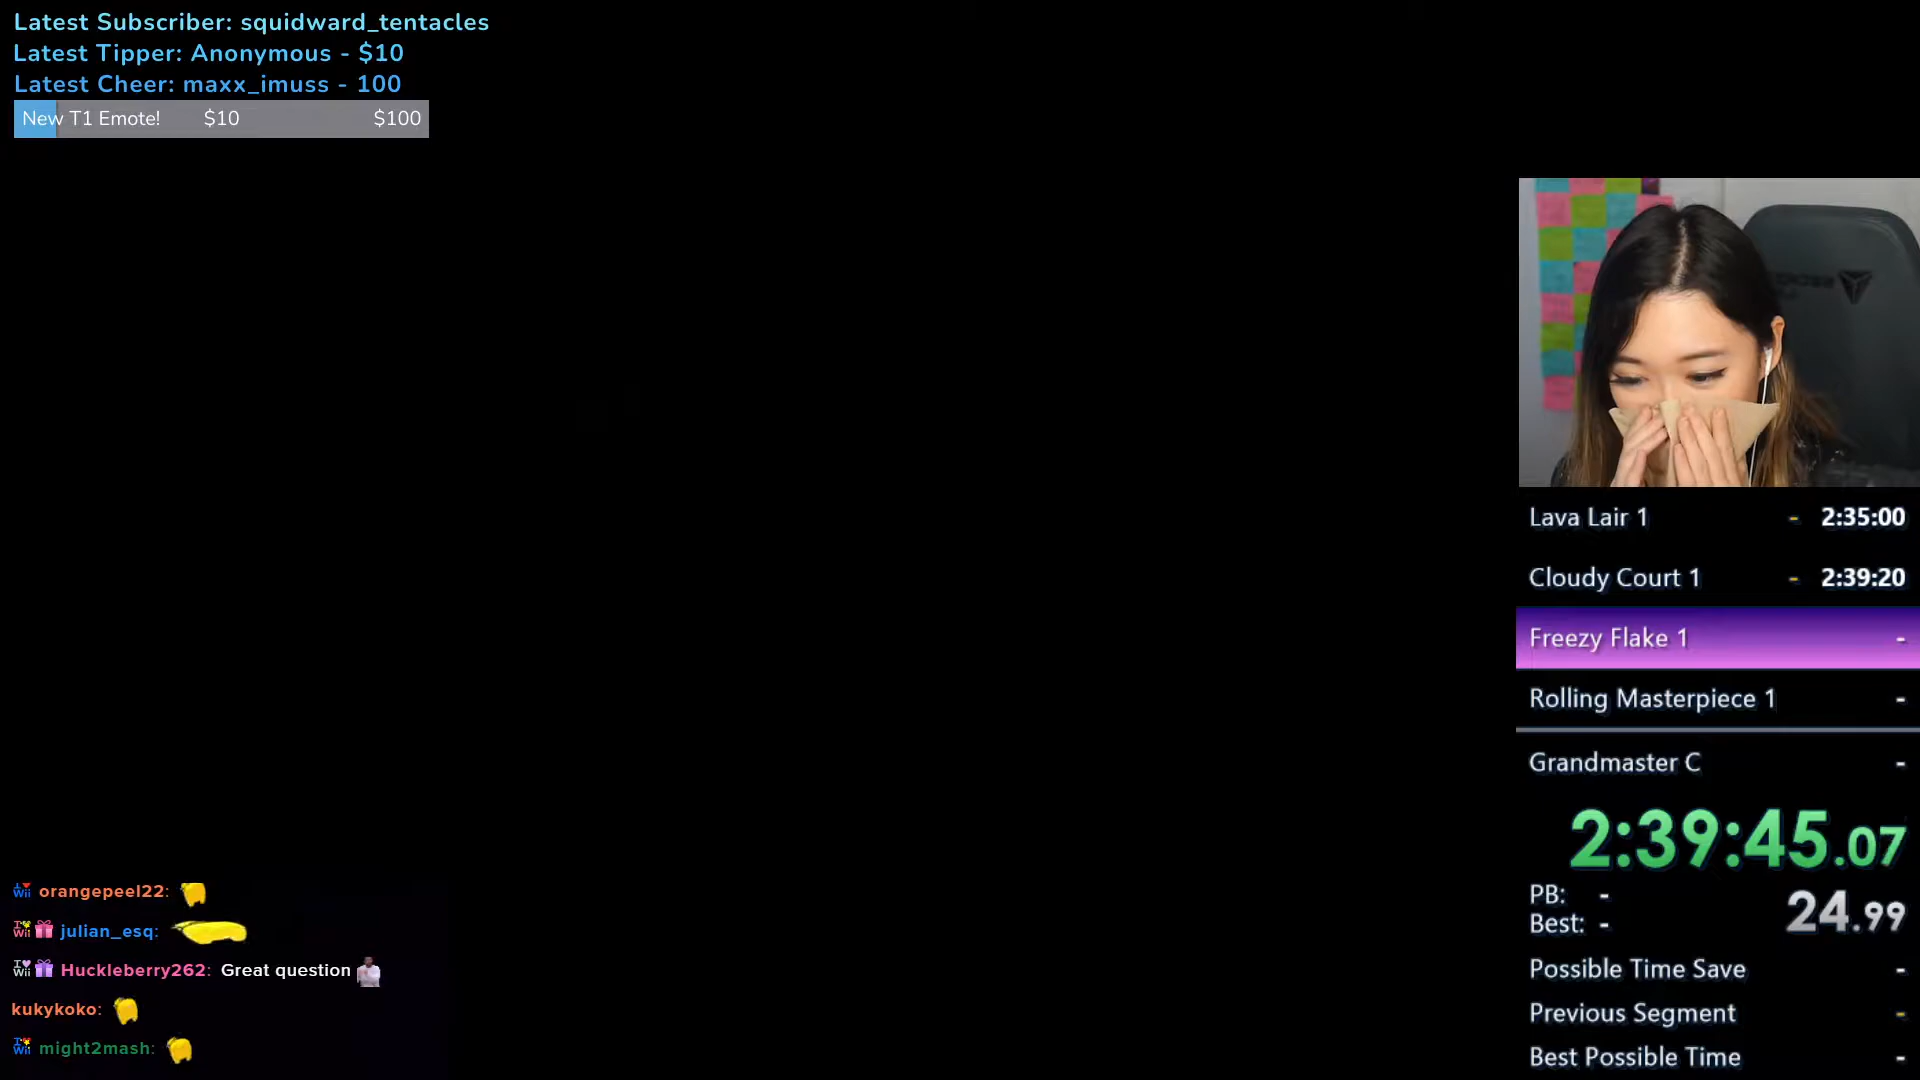 Latest Subscriber: squidward_tentacles
Latest Tipper: Anonymous - $10
Latest Cheer: maxx_imuss - 100
New T1 Emote! $10 $100
Lava Lair 1 - 2:35:00
Cloudy Court 1 - 2:39:20
Freezy Flake 1 -
Rolling Masterpiece 1 -
Grandmaster C -
2:39:45.07
PB: -
Best: -
24.99
Possible Time Save -
Previous Segment -
Best Possible Time -
orangepeel22:
julian_esq:
Huckleberry262: Great question
kukykoko:
might2mash: